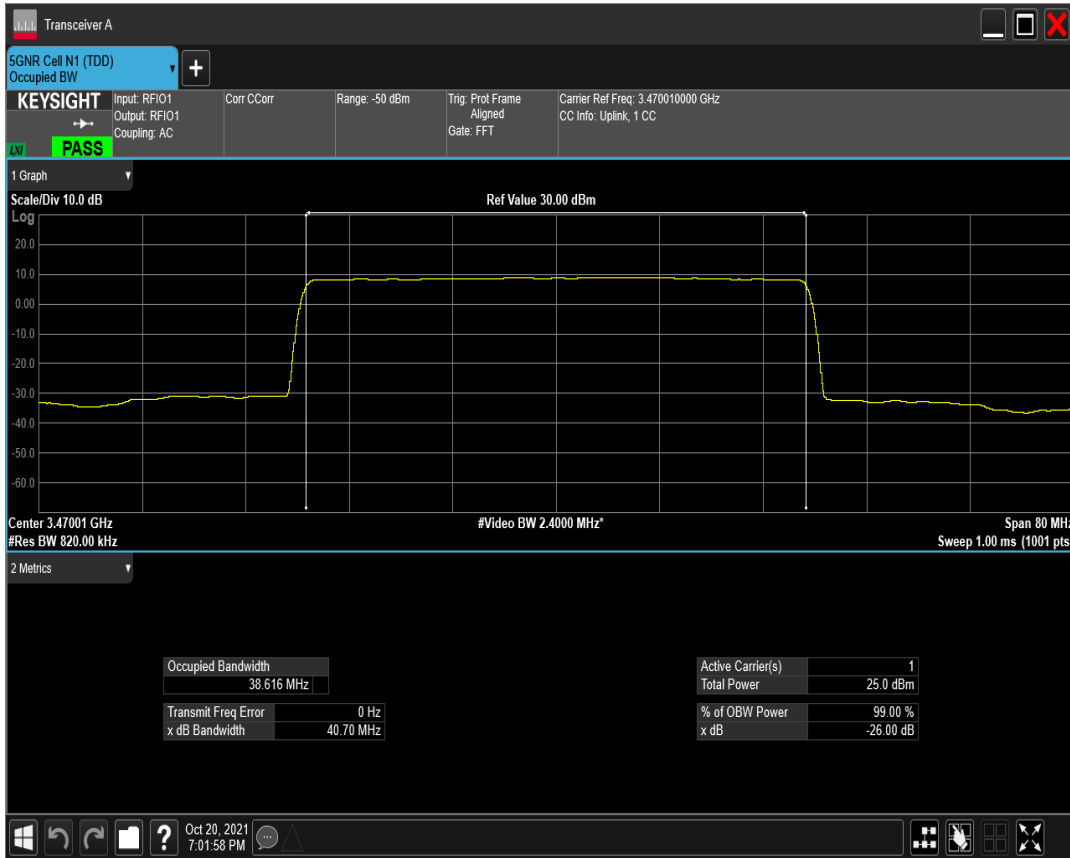 Transceiver A
5GNR Cell N1 (TDD)
Occupied BW
+
KEYSIGHT
LXI
PASS
Input: RFIO1
Output: RFIO1
Coupling: AC
Corr CCorr
Range: -50 dBm
Trig: Prot Frame
Aligned
Gate: FFT
Carrier Ref Freq: 3.470010000 GHz
CC Info: Uplink, 1 CC
1 Graph
Scale/Div 10.0 dB
Ref Value 30.00 dBm
Log
20.0
10.0
0.00
-10.0
-20.0
-30.0
-40.0
-50.0
-60.0
Center 3.47001 GHz
#Video BW 2.4000 MHz*
Span 80 MHz
#Res BW 820.00 kHz
Sweep 1.00 ms (1001 pts
2 Metrics
Occupied Bandwidth
38.616 MHz
Transmit Freq Error 0 Hz
x dB Bandwidth 40.70 MHz
Active Carrier(s) 1
Total Power 25.0 dBm
% of OBW Power 99.00 %
x dB -26.00 dB
?
Oct 20, 2021
7:01:58 PM